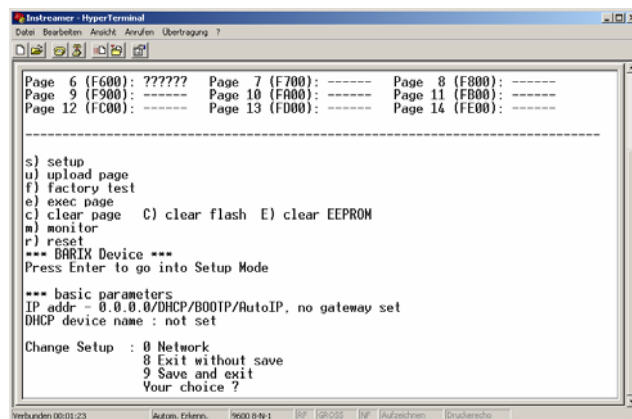 Instreamer - HyperTerminal
Datei Bearbeiten Ansicht Anrufen Übertragung ?
Page 6 (F600): ?????? Page 7 (F700): ------ Page 8 (F800): ------
Page 9 (F900): ------ Page 10 (FA00): ------ Page 11 (FB00): ------
Page 12 (FC00): ------ Page 13 (FD00): ------ Page 14 (FE00): ------
--------------------------------------------------------------------------------
s) setup
u) upload page
f) factory test
e) exec page
c) clear page C) clear flash E) clear EEPROM
m) monitor
r) reset
*** BARIX Device ***
Press Enter to go into Setup Mode
*** basic parameters
IP addr - 0.0.0.0/DHCP/BOOTP/AutoIP, no gateway set
DHCP device name : not set
Change Setup : 0 Network
8 Exit without save
9 Save and exit
Your choice ?
Verbunden 00:01:23 Autom. Erkenn. 9600 8-N-1 RF GROSS NF Aufzeichnen Druckerecho